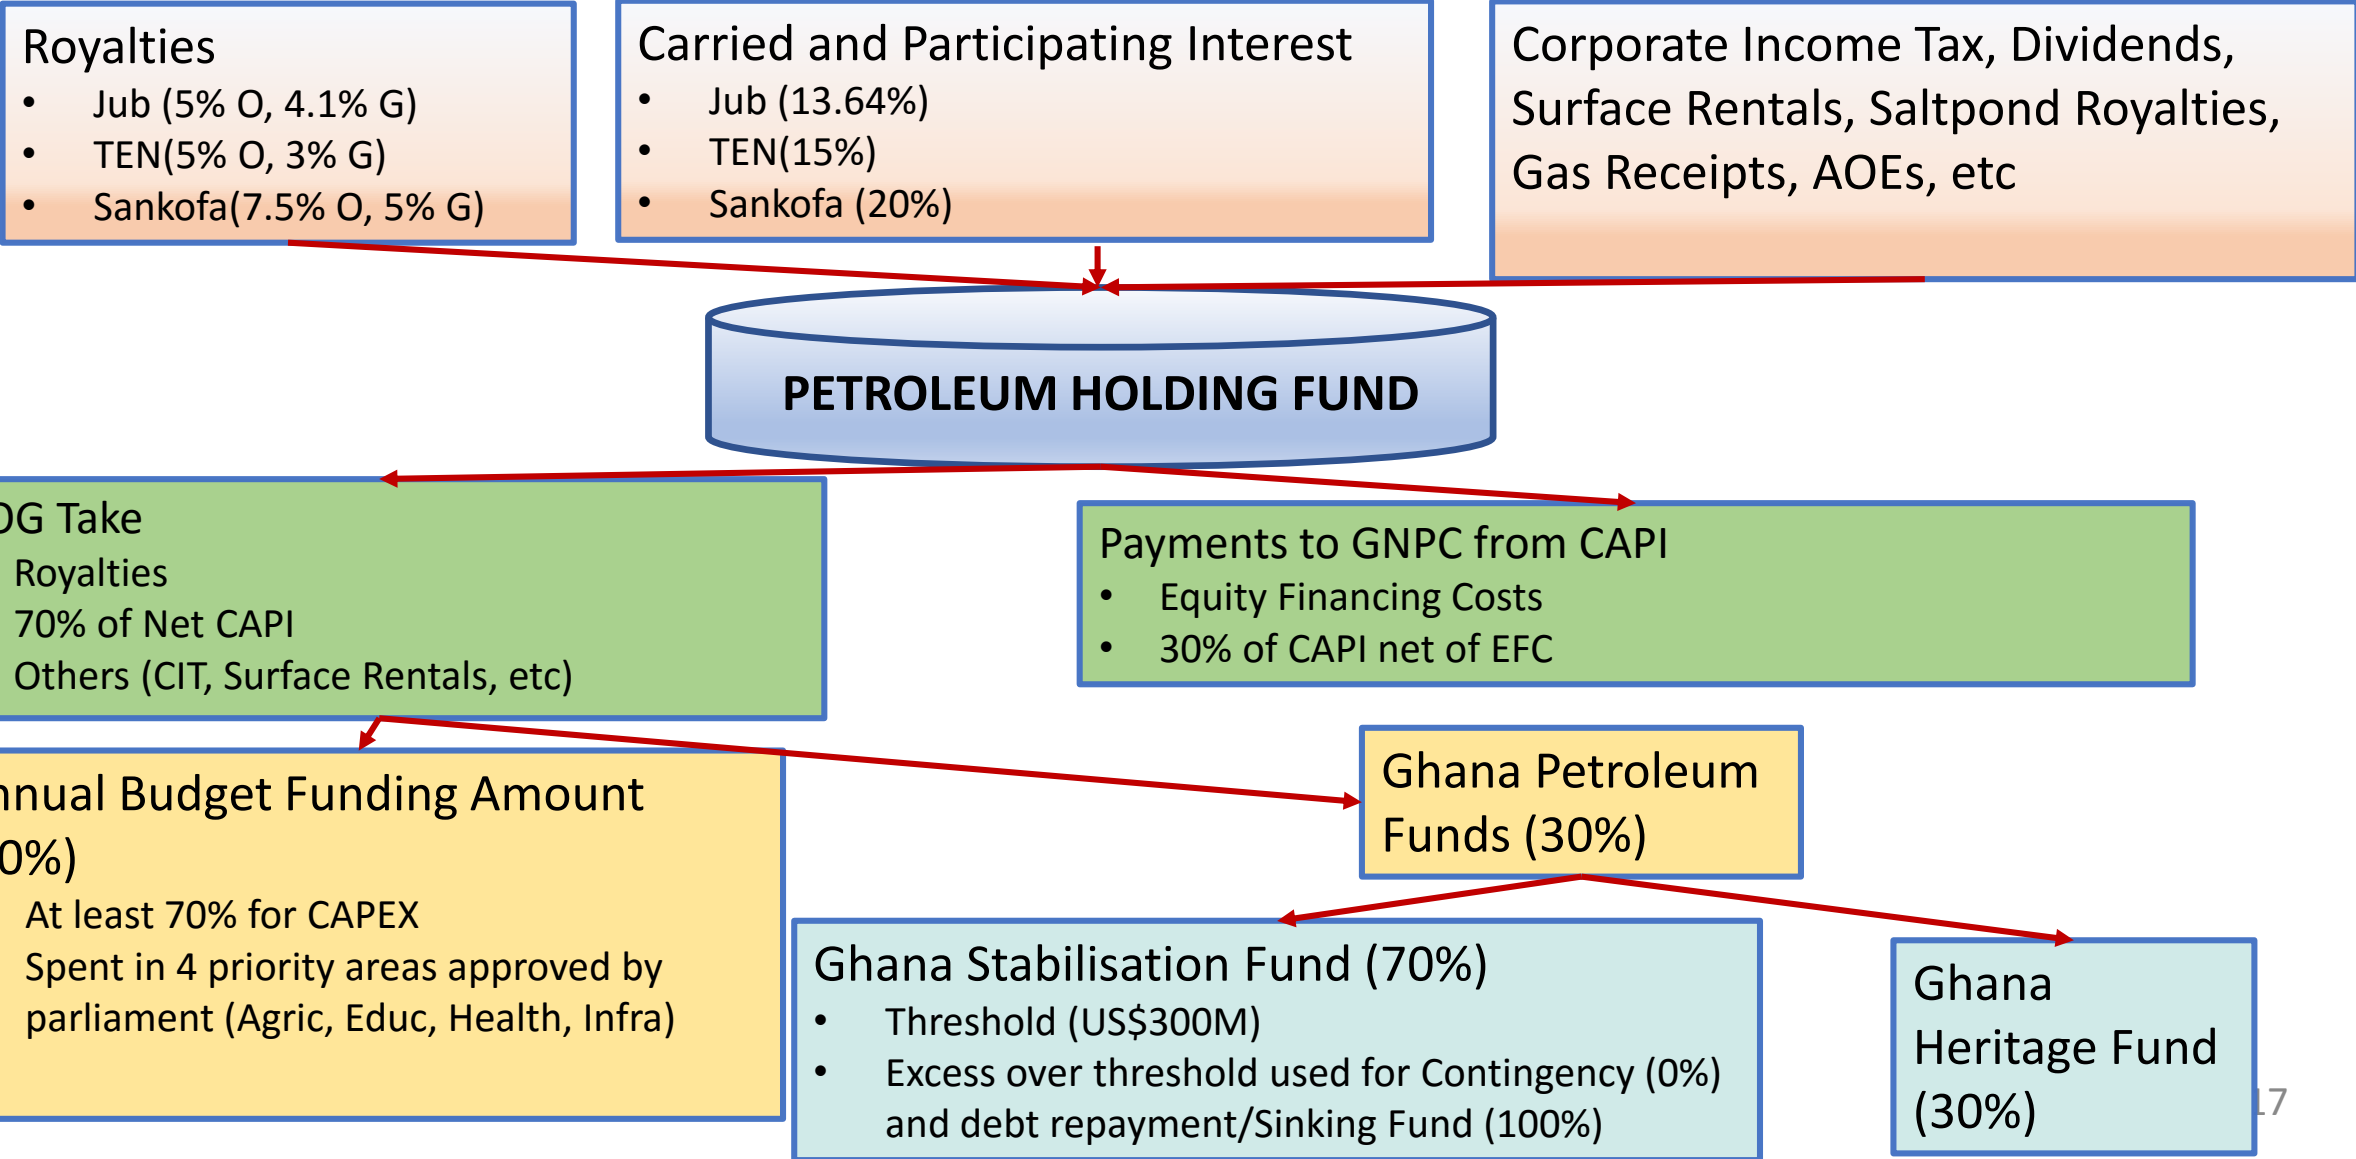 Royalties
• Jub (5% O, 4.1% G)
• TEN(5% O, 3% G)
• Sankofa(7.5% O, 5% G)
Carried and Participating Interest
• Jub (13.64%)
• TEN(15%)
• Sankofa (20%)
Corporate Income Tax, Dividends,
Surface Rentals, Saltpond Royalties,
Gas Receipts, AOEs, etc
PETROLEUM HOLDING FUND
Take
Royalties
70% of Net CAPI
Others (CIT, Surface Rentals, etc)
Payments to GNPC from CAPI
• Equity Financing Costs
• 30% of CAPI net of EFC
Budget Funding Amount
At least 70% for CAPEX
Spent in 4 priority areas approved by
parliament (Agric, Educ, Health, Infra)
Ghana Petroleum
Funds (30%)
Ghana Stabilisation Fund (70%)
• Threshold (US$300M)
• Excess over threshold used for Contingency (0%)
and debt repayment/Sinking Fund (100%)
Ghana
Heritage Fund
(30%)
17